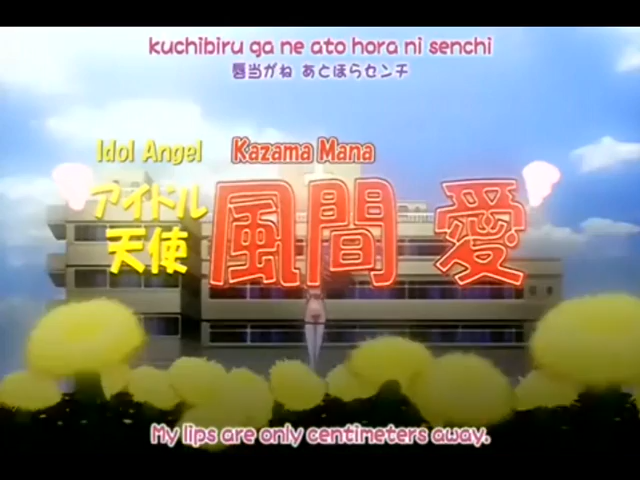 kuchibiru ga ne ato hora ni senchi
唇当がね あとほらセンチ
Idol Angel Kazama Mana
アイドル
天使 風間 愛
My lips are only centimeters away.